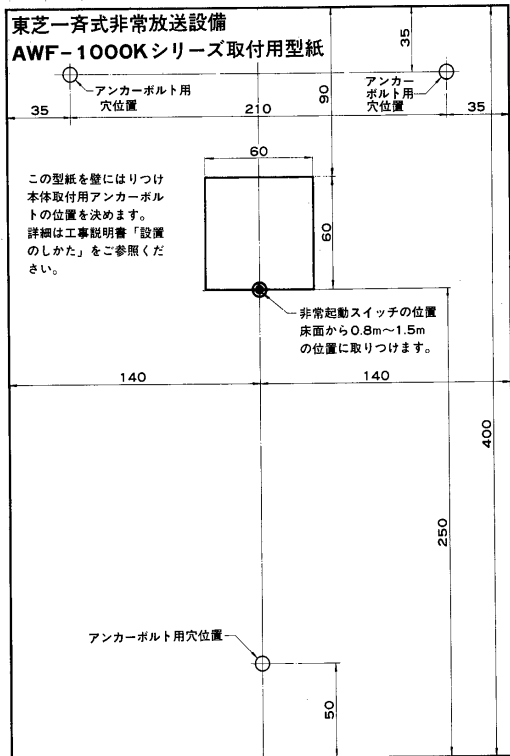 東芝一斉式非常放送設備
AWF-1000Kシリーズ取付用型紙
35
アンカーボルト用
穴位置
アンカー
ボルト用
穴位置
90
35
210
35
60
この型紙を壁にはりつけ
本体取付用アンカーボル
トの位置を決めます。
詳細は工事説明書「設置
のしかた」をご参照くだ
さい。
60
非常起動スイッチの位置
床面から0.8m〜1.5m
の位置に取りつけます。
140
140
400
250
アンカーボルト用穴位置
50